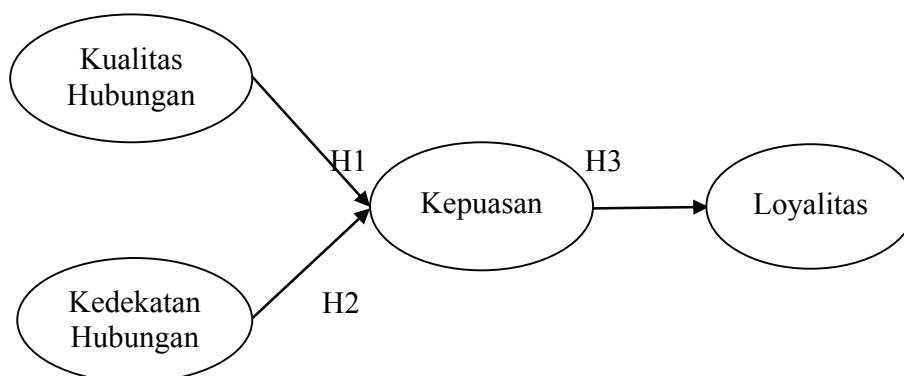 Kualitas
Hubungan
H1
H3
Kepuasan
Loyalitas
H2
Kedekatan
Hubungan